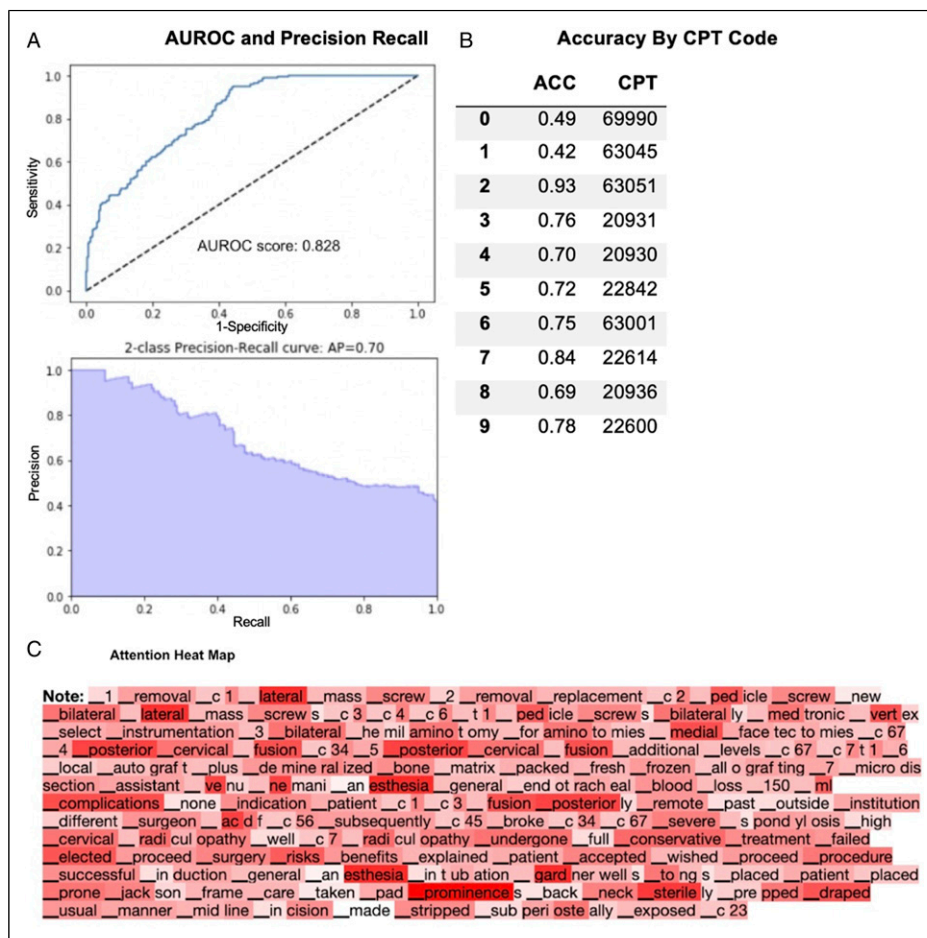 A
AUROC and Precision Recall
1.0
0.8
0.6
0.4
0.2
0.0
Sensitivity
AUROC score: 0.828
0.0 0.2 0.4 0.6 0.8 1.0
1-Specificity
2-class Precision-Recall curve: AP=0.70
1.0
0.8
0.6
0.4
0.2
0.0
Precision
0.0 0.2 0.4 0.6 0.8 1.0
Recall
B
Accuracy By CPT Code
ACC CPT
0 0.49 69990
1 0.42 63045
2 0.93 63051
3 0.76 20931
4 0.70 20930
5 0.72 22842
6 0.75 63001
7 0.84 22614
8 0.69 20936
9 0.78 22600
C
Attention Heat Map
Note: __1 __removal __c 1 __ lateral __mass __screw __2 __removal __replacement __c 2 __ ped icle __screw __new
__bilateral __ lateral __mass __screw s __c 3 __c 4 __c 6 __ t 1 __ ped icle __screw s __bilateral ly __ med tronic __ vert ex
__select __instrumentation __3 __bilateral __he mil amino t omy __for amino to mies __ medial __face tec to mies __c 67
__4 __posterior __cervical __fusion __c 34 __5 __posterior __cervical __ fusion __additional __levels __c 67 __c 7 t 1 __6
__local __auto graf t __plus __de mine ral ized __bone __matrix __packed __fresh __frozen __all o graf ting __7 __micro dis
section __assistant __ ve nu __ ne mani __an esthesia __general __end ot rach eal __blood __loss __150 __ ml
__complications __none __indication __patient __c 1 __c 3 __ fusion __posterior ly __remote __past __outside __institution
__different __surgeon __ ac d f __c 56 __subsequently __c 45 __broke __c 34 __c 67 __severe __s pond yl osis __high
__cervical __radi cul opathy __well __c 7 __radi cul opathy __undergone __full __conservative __treatment __failed
__elected __proceed __surgery __risks __benefits __explained __patient __accepted __wished __proceed __procedure
__successful __in duction __general __an esthesia __in t ub ation __ gard ner well s __to ng s __placed __patient __placed
__prone __jack son __frame __care __taken __pad __prominence s __back __neck __sterile ly __pre pped __draped
__usual __manner __mid line __in cision __made __stripped __sub peri oste ally __exposed __c 23